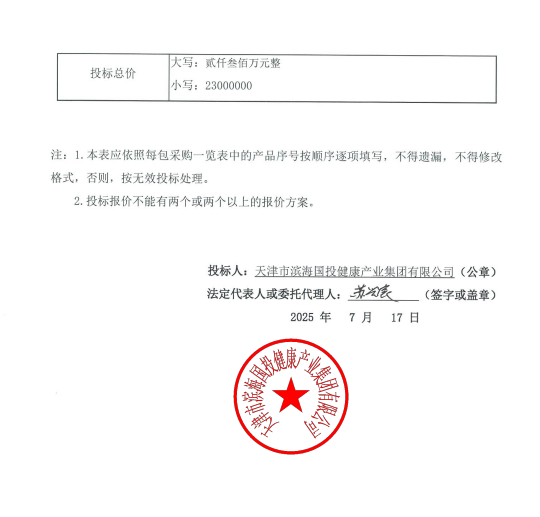 投标总价
大写：贰仟叁佰万元整
小写：23000000
注：1.本表应依照每包采购一览表中的产品序号按顺序逐项填写，不得遗漏，不得修改
格式，否则，按无效投标处理。
2.投标报价不能有两个或两个以上的报价方案。
投标人：天津市滨海国投健康产业集团有限公司（公章）
法定代表人或委托代理人：（签字或盖章）
2025 年 7 月 17 日
天津市滨海国投健康产业集团有限公司